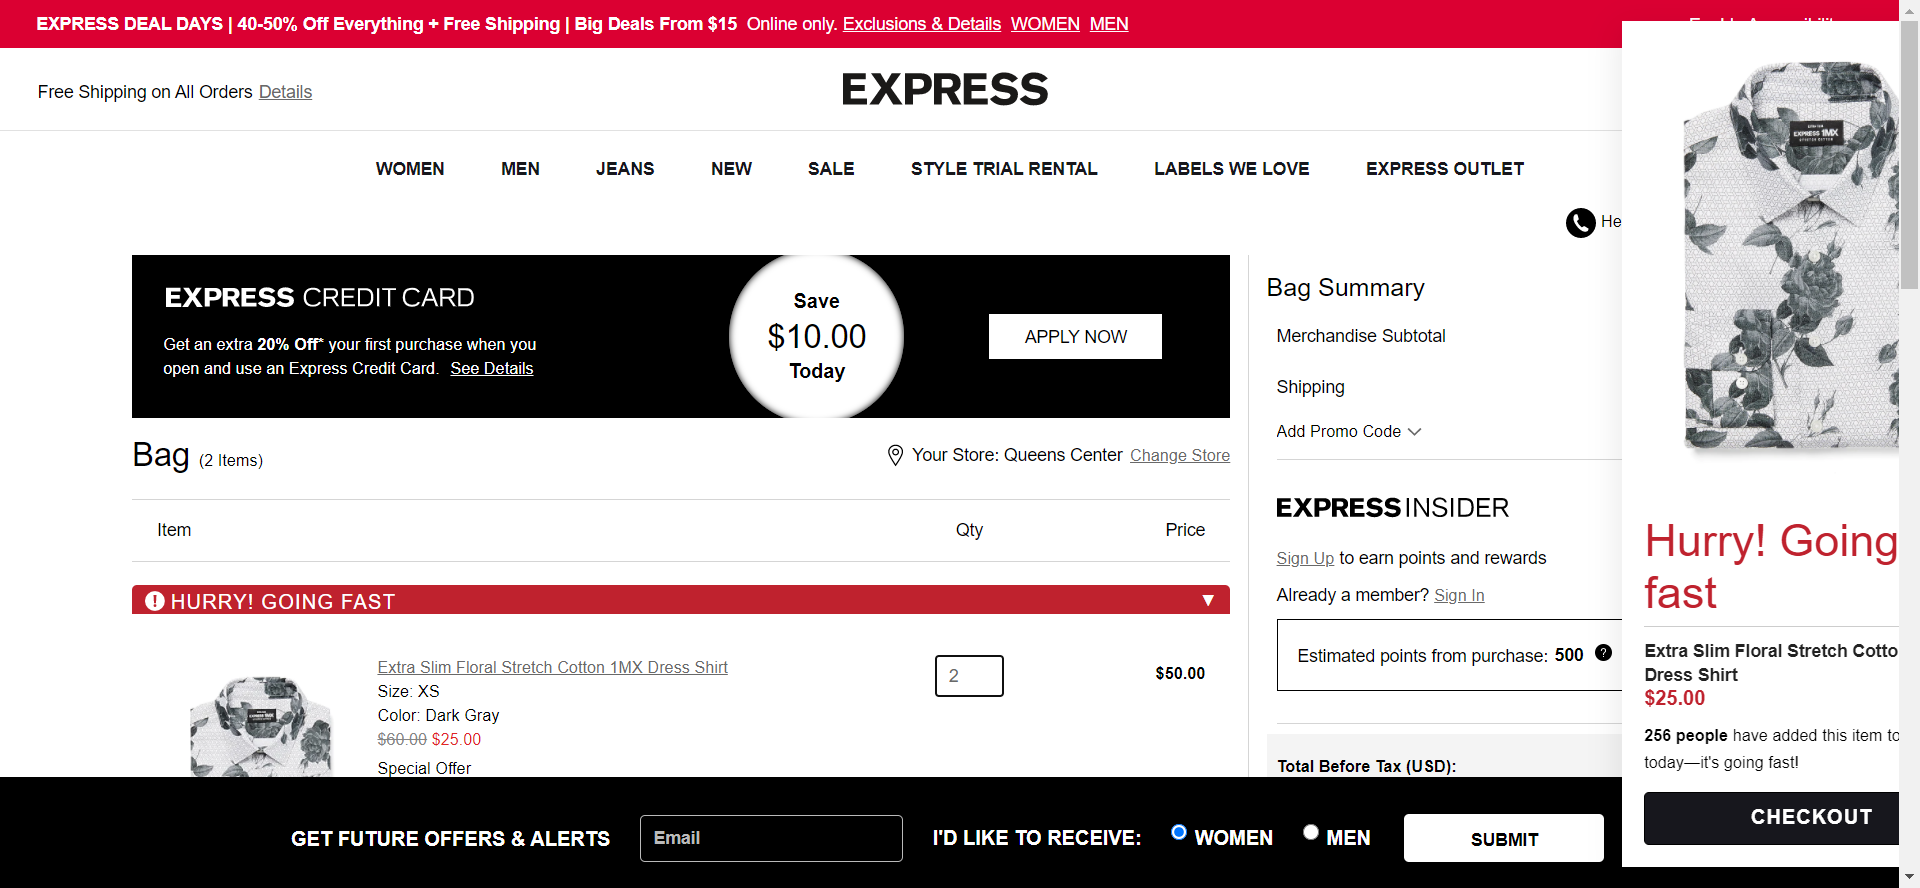 EXPRESS DEAL DAYS | 40-50% Off Everything + Free Shipping | Big Deals From $15 Online only. Exclusions & Details WOMEN MEN
Free Shipping on All Orders Details
EXPRESS
WOMEN MEN JEANS NEW SALE STYLE TRIAL RENTAL LABELS WE LOVE EXPRESS OUTLET
He
EXPRESS CREDIT CARD
Get an extra 20% Off* your first purchase when you
open and use an Express Credit Card. See Details
Save
$10.00
Today
APPLY NOW
Bag (2 Items)
Your Store: Queens Center Change Store
Item Qty Price
! HURRY! GOING FAST ▼
Extra Slim Floral Stretch Cotton 1MX Dress Shirt
Size: XS
Color: Dark Gray
$60.00 $25.00
Special Offer
2
$50.00
EXPRESS 1MX
Bag Summary
Merchandise Subtotal
Shipping
Add Promo Code
EXPRESS INSIDER
Sign Up to earn points and rewards
Already a member? Sign In
Estimated points from purchase: 500 ?
Total Before Tax (USD):
EXPRESS 1MX
STRETCH COTTON
Hurry! Going
fast
Extra Slim Floral Stretch Cotto
Dress Shirt
$25.00
256 people have added this item to
today—it's going fast!
CHECKOUT
GET FUTURE OFFERS & ALERTS Email I'D LIKE TO RECEIVE: WOMEN MEN SUBMIT